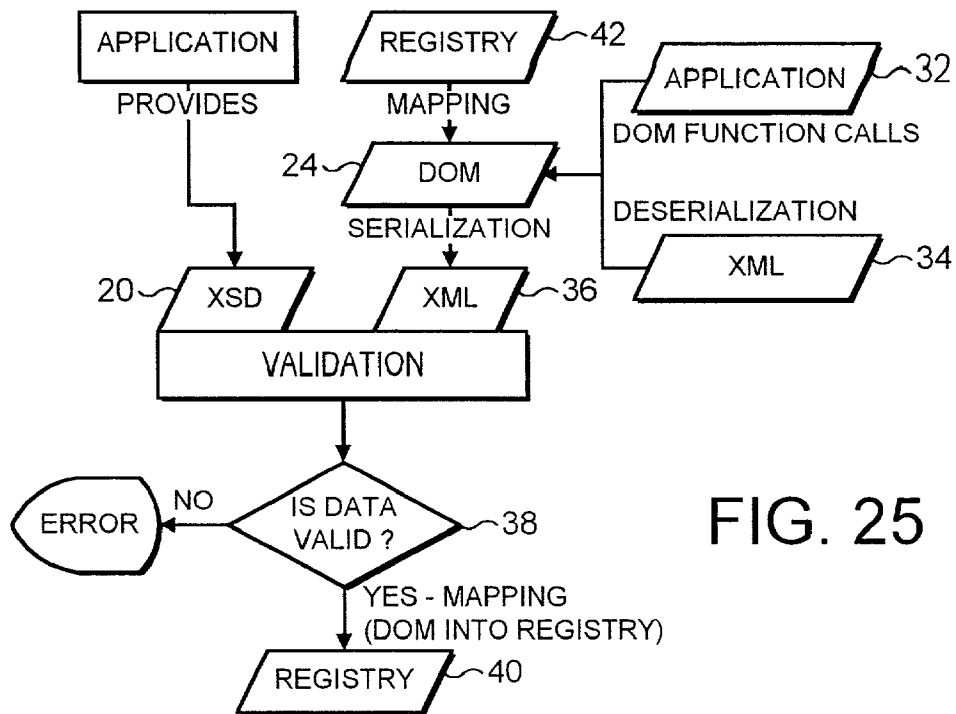 APPLICATION
REGISTRY
42
PROVIDES
MAPPING
APPLICATION
32
DOM FUNCTION CALLS
24
DOM
DESERIALIZATION
SERIALIZATION
XML
34
20
XSD
XML
36
VALIDATION
ERROR
NO
IS DATA
VALID ?
38
FIG. 25
YES - MAPPING
(DOM INTO REGISTRY)
REGISTRY
40